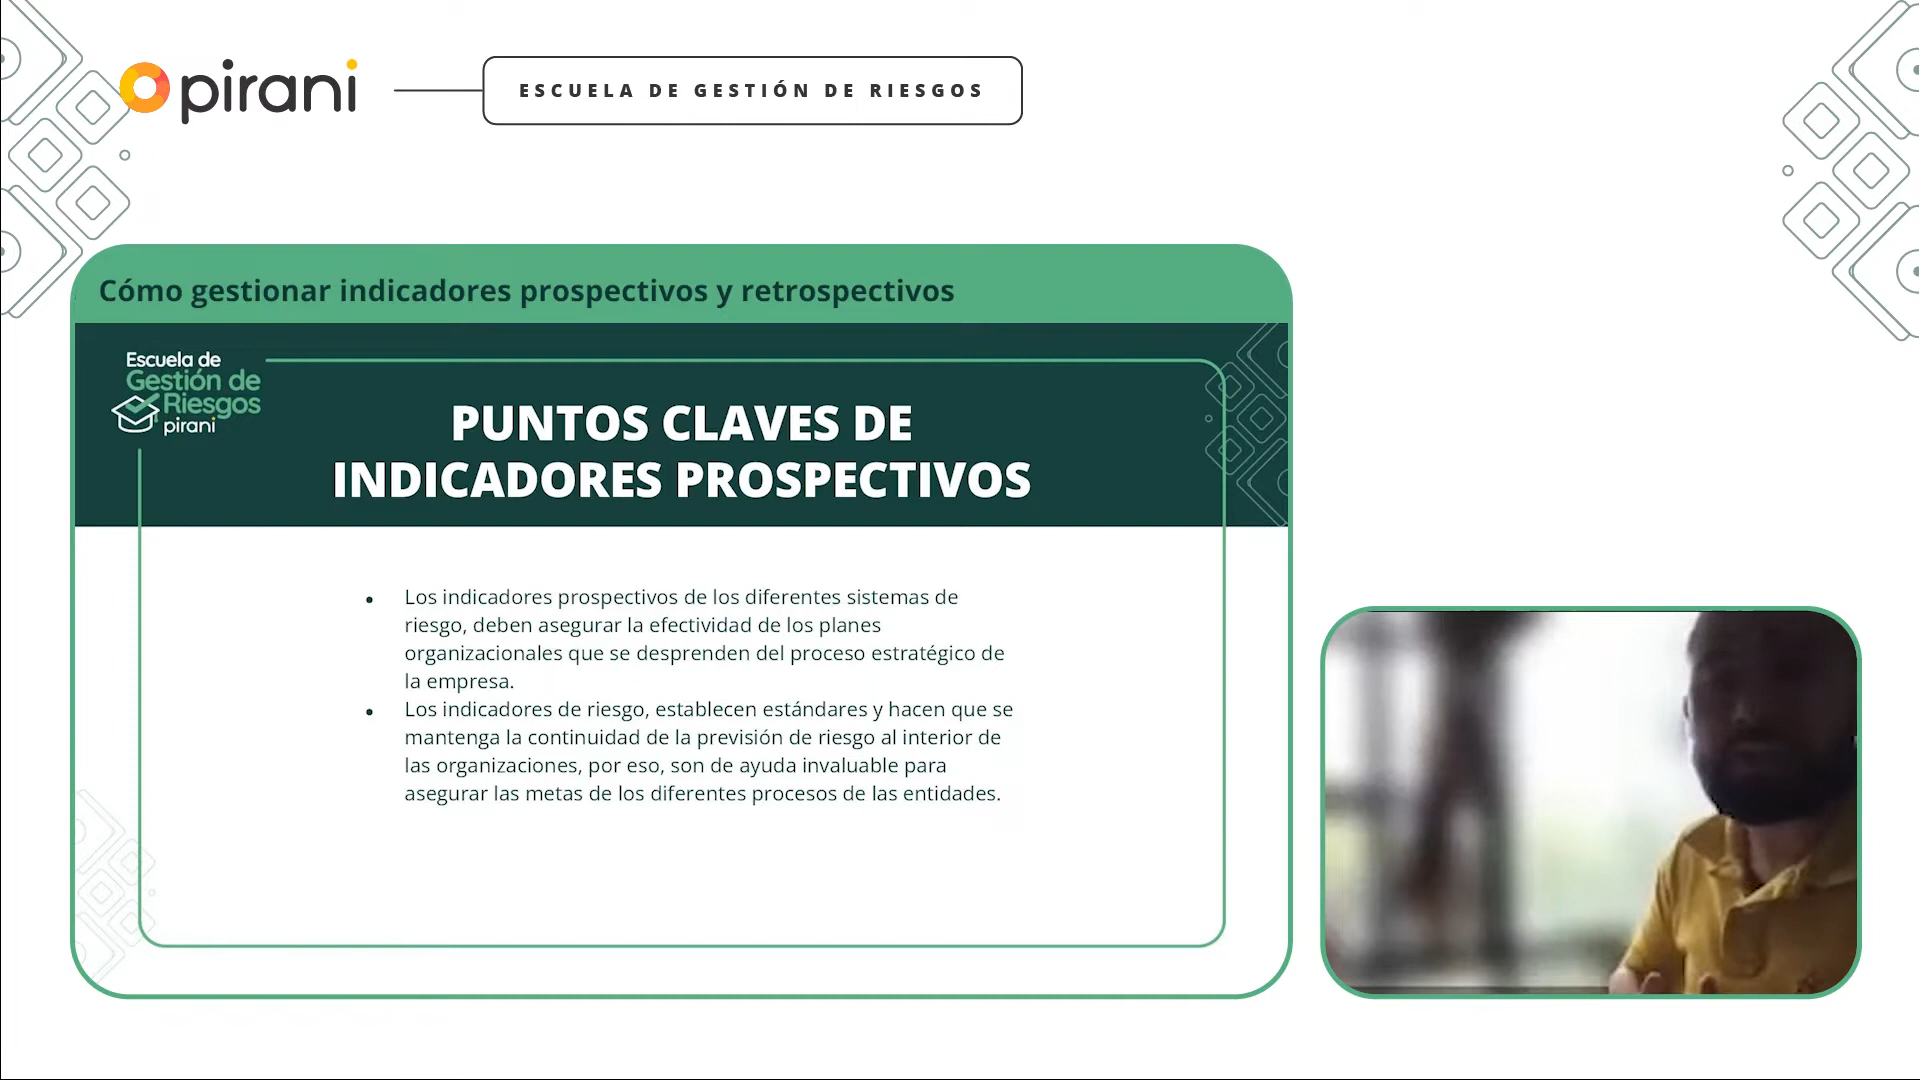 pirani
ESCUELA DE GESTIÓN DE RIESGOS
Cómo gestionar indicadores prospectivos y retrospectivos
Escuela de
Gestión de
Riesgos
pirani
PUNTOS CLAVES DE
INDICADORES PROSPECTIVOS
• Los indicadores prospectivos de los diferentes sistemas de
riesgo, deben asegurar la efectividad de los planes
organizacionales que se desprenden del proceso estratégico de
la empresa.
• Los indicadores de riesgo, establecen estándares y hacen que se
mantenga la continuidad de la previsión de riesgo al interior de
las organizaciones, por eso, son de ayuda invaluable para
asegurar las metas de los diferentes procesos de las entidades.